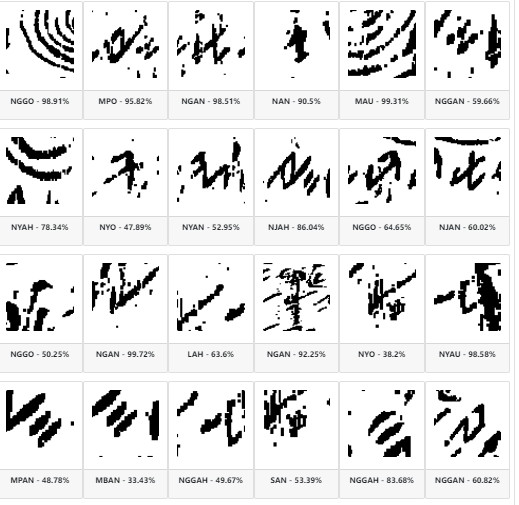 NGGO - 98.91% MPO - 95.82% NGAN - 98.51% NAN - 90.5% MAU - 99.31% NGGAN - 59.66%
NYAH - 78.34% NYO - 47.89% NYAN - 52.95% NJAH - 86.04% NGGO - 64.65% NJAN - 60.02%
NGGO - 50.25% NGAN - 99.72% LAH - 63.6% NGAN - 92.25% NYO - 38.2% NYAU - 98.58%
MPAN - 48.78% MBAN - 33.43% NGGAH - 49.67% SAN - 53.39% NGGAH - 83.68% NGGAN - 60.82%